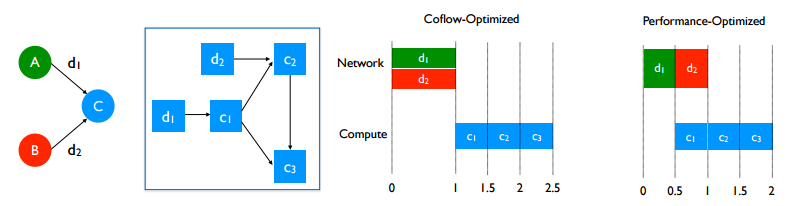 Coflow-Optimized
Performance-Optimized
A
d1
B
d2
C
d2
c2
d1
c1
c3
Network
Compute
d1
d2
c1
c2
c3
0
1
1.5
2
2.5
d1
d2
c1
c2
c3
0
0.5
1
1.5
2